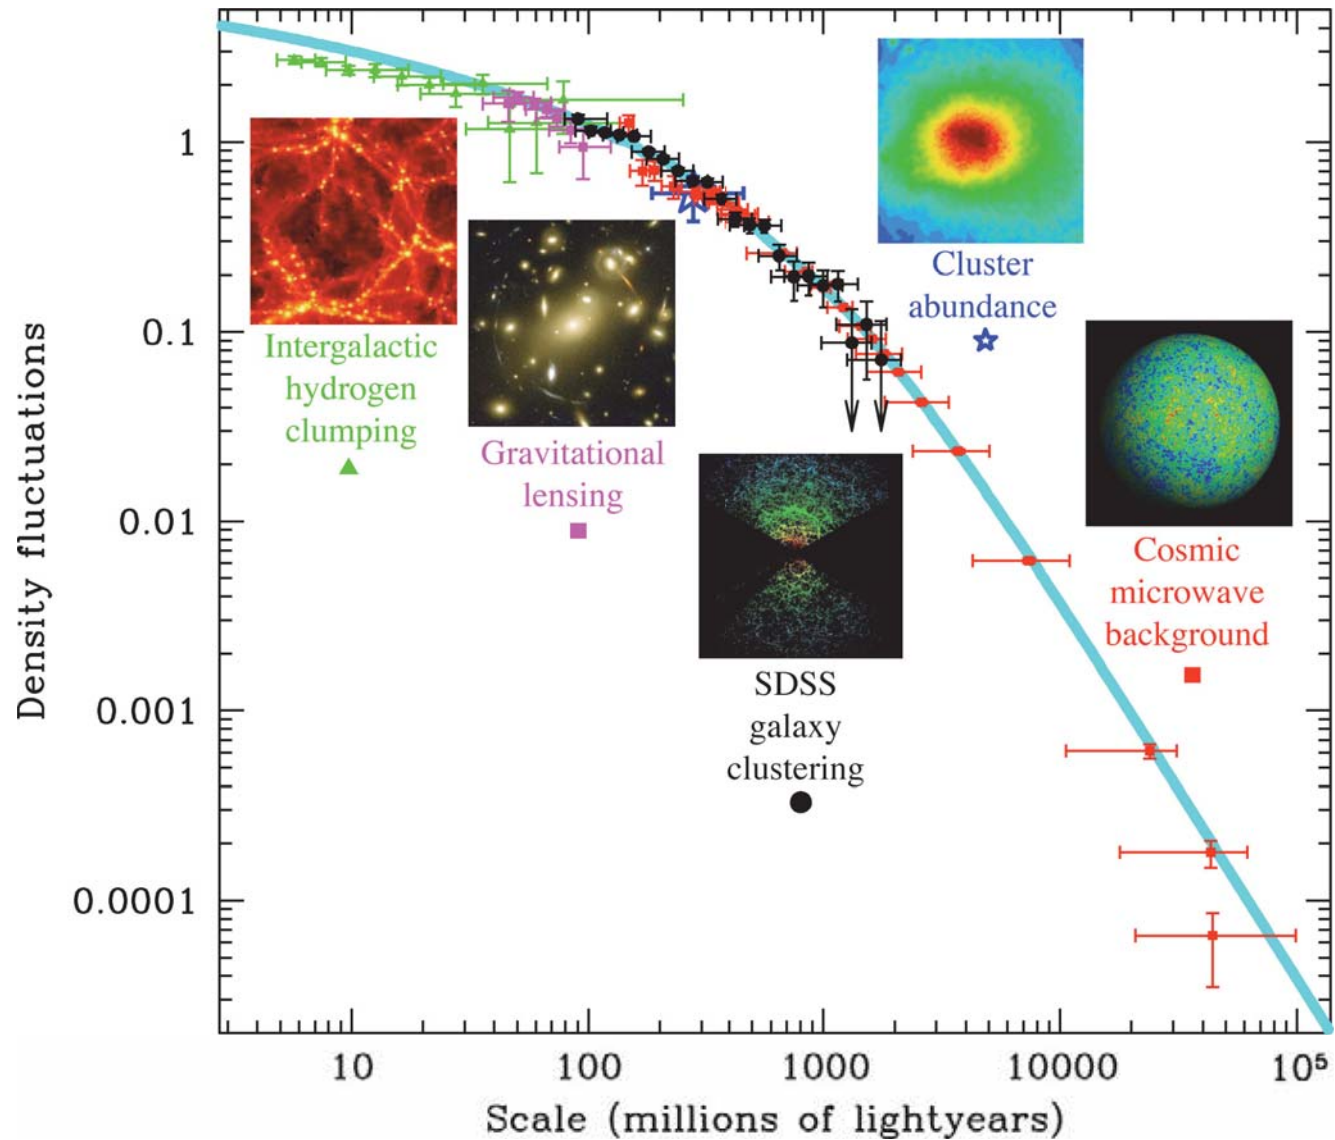 Density fluctuations
1
0.1
0.01
0.001
0.0001
Intergalactic
hydrogen
clumping
Gravitational
lensing
SDSS
galaxy
clustering
Cluster
abundance
Cosmic
microwave
background
10
100
1000
10000
10⁵
Scale (millions of lightyears)